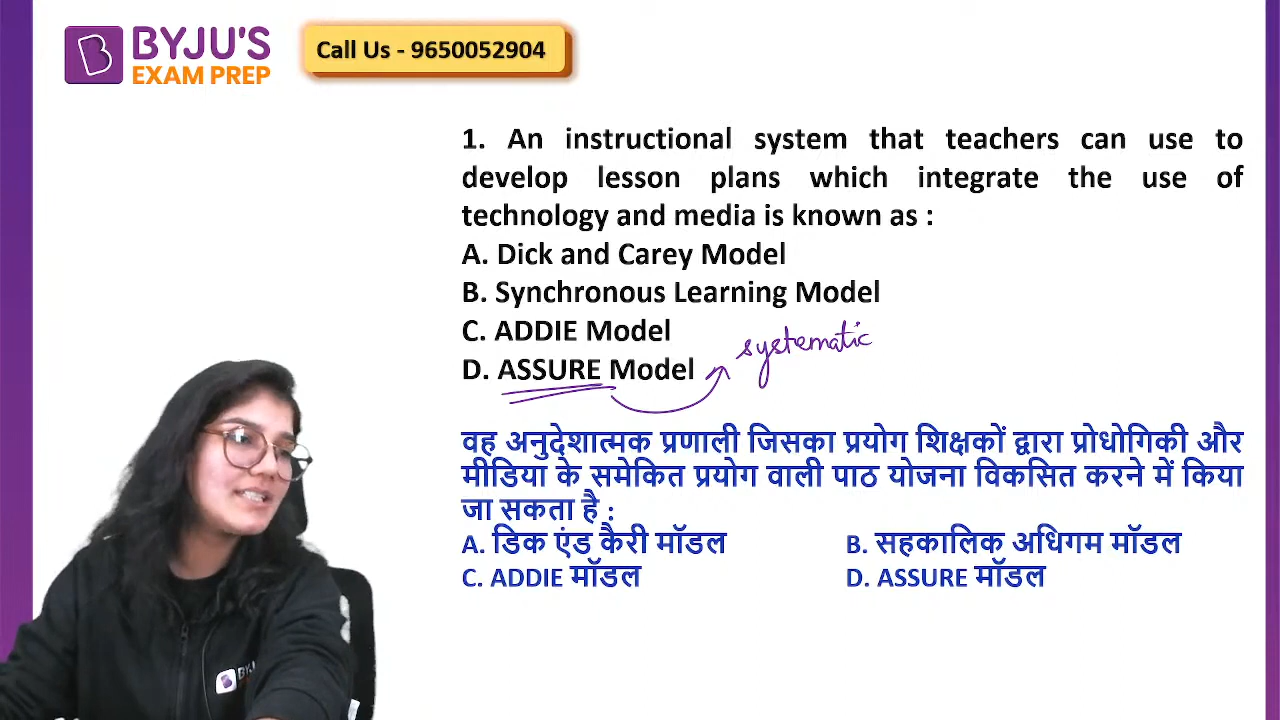 BYJU'S
EXAM PREP
Call Us - 9650052904
1. An instructional system that teachers can use to
develop lesson plans which integrate the use of
technology and media is known as :
A. Dick and Carey Model
B. Synchronous Learning Model
C. ADDIE Model
systematic
D. ASSURE Model
वह अनुदेशात्मक प्रणाली जिसका प्रयोग शिक्षकों द्वारा प्रोधोगिकी और
मीडिया के समेकित प्रयोग वाली पाठ योजना विकसित करने में किया
जा सकता है :
A. डिक एंड कैरी मॉडल B. सहकालिक अधिगम मॉडल
C. ADDIE मॉडल D. ASSURE मॉडल